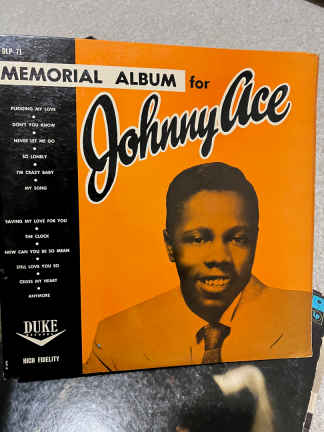 DLP-71
MEMORIAL ALBUM for
Johnny Ace
PLEDGING MY LOVE
DON'T YOU KNOW
NEVER LET ME GO
SO LONELY
I'M CRAZY BABY
MY SONG
SAVING MY LOVE FOR YOU
THE CLOCK
HOW CAN YOU BE SO MEAN
STILL LOVE YOU SO
CROSS MY HEART
ANYMORE
DUKE
RECORDS
HIGH FIDELITY